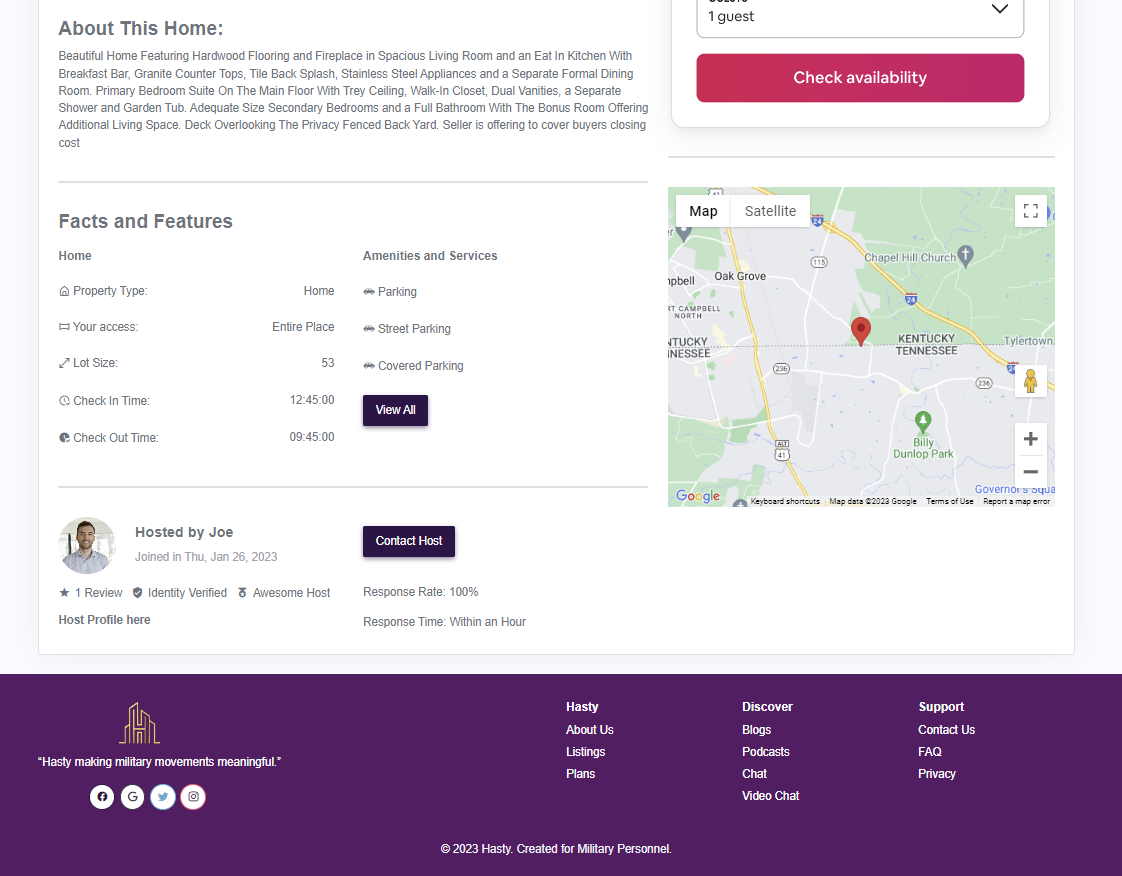 About This Home:
Beautiful Home Featuring Hardwood Flooring and Fireplace in Spacious Living Room and an Eat In Kitchen With
Breakfast Bar, Granite Counter Tops, Tile Back Splash, Stainless Steel Appliances and a Separate Formal Dining
Room. Primary Bedroom Suite On The Main Floor With Trey Ceiling, Walk-In Closet, Dual Vanities, a Separate
Shower and Garden Tub. Adequate Size Secondary Bedrooms and a Full Bathroom With The Bonus Room Offering
Additional Living Space. Deck Overlooking The Privacy Fenced Back Yard. Seller is offering to cover buyers closing
cost
Facts and Features
Home
Property Type: Home
Your access: Entire Place
Lot Size: 53
Check In Time: 12:45:00
Check Out Time: 09:45:00
Amenities and Services
Parking
Street Parking
Covered Parking
View All
Hosted by Joe
Joined in Thu, Jan 26, 2023
1 Review Identity Verified Awesome Host
Host Profile here
Contact Host
Response Rate: 100%
Response Time: Within an Hour
1 guest
Check availability
Map Satellite
41
24
115
Chapel Hill Church
Oak Grove
mpbell
24
RT CAMPBELL
NORTH
NTUCKY
NNESSEE
KENTUCKY
TENNESSEE
Tylertown
236
24
236
Billy
Dunlop Park
ALT
41
Governor's Squa
Google
Keyboard shortcuts Map data ©2023 Google Terms of Use Report a map error
“Hasty making military movements meaningful.”
Hasty
About Us
Listings
Plans
Discover
Blogs
Podcasts
Chat
Video Chat
Support
Contact Us
FAQ
Privacy
© 2023 Hasty. Created for Military Personnel.